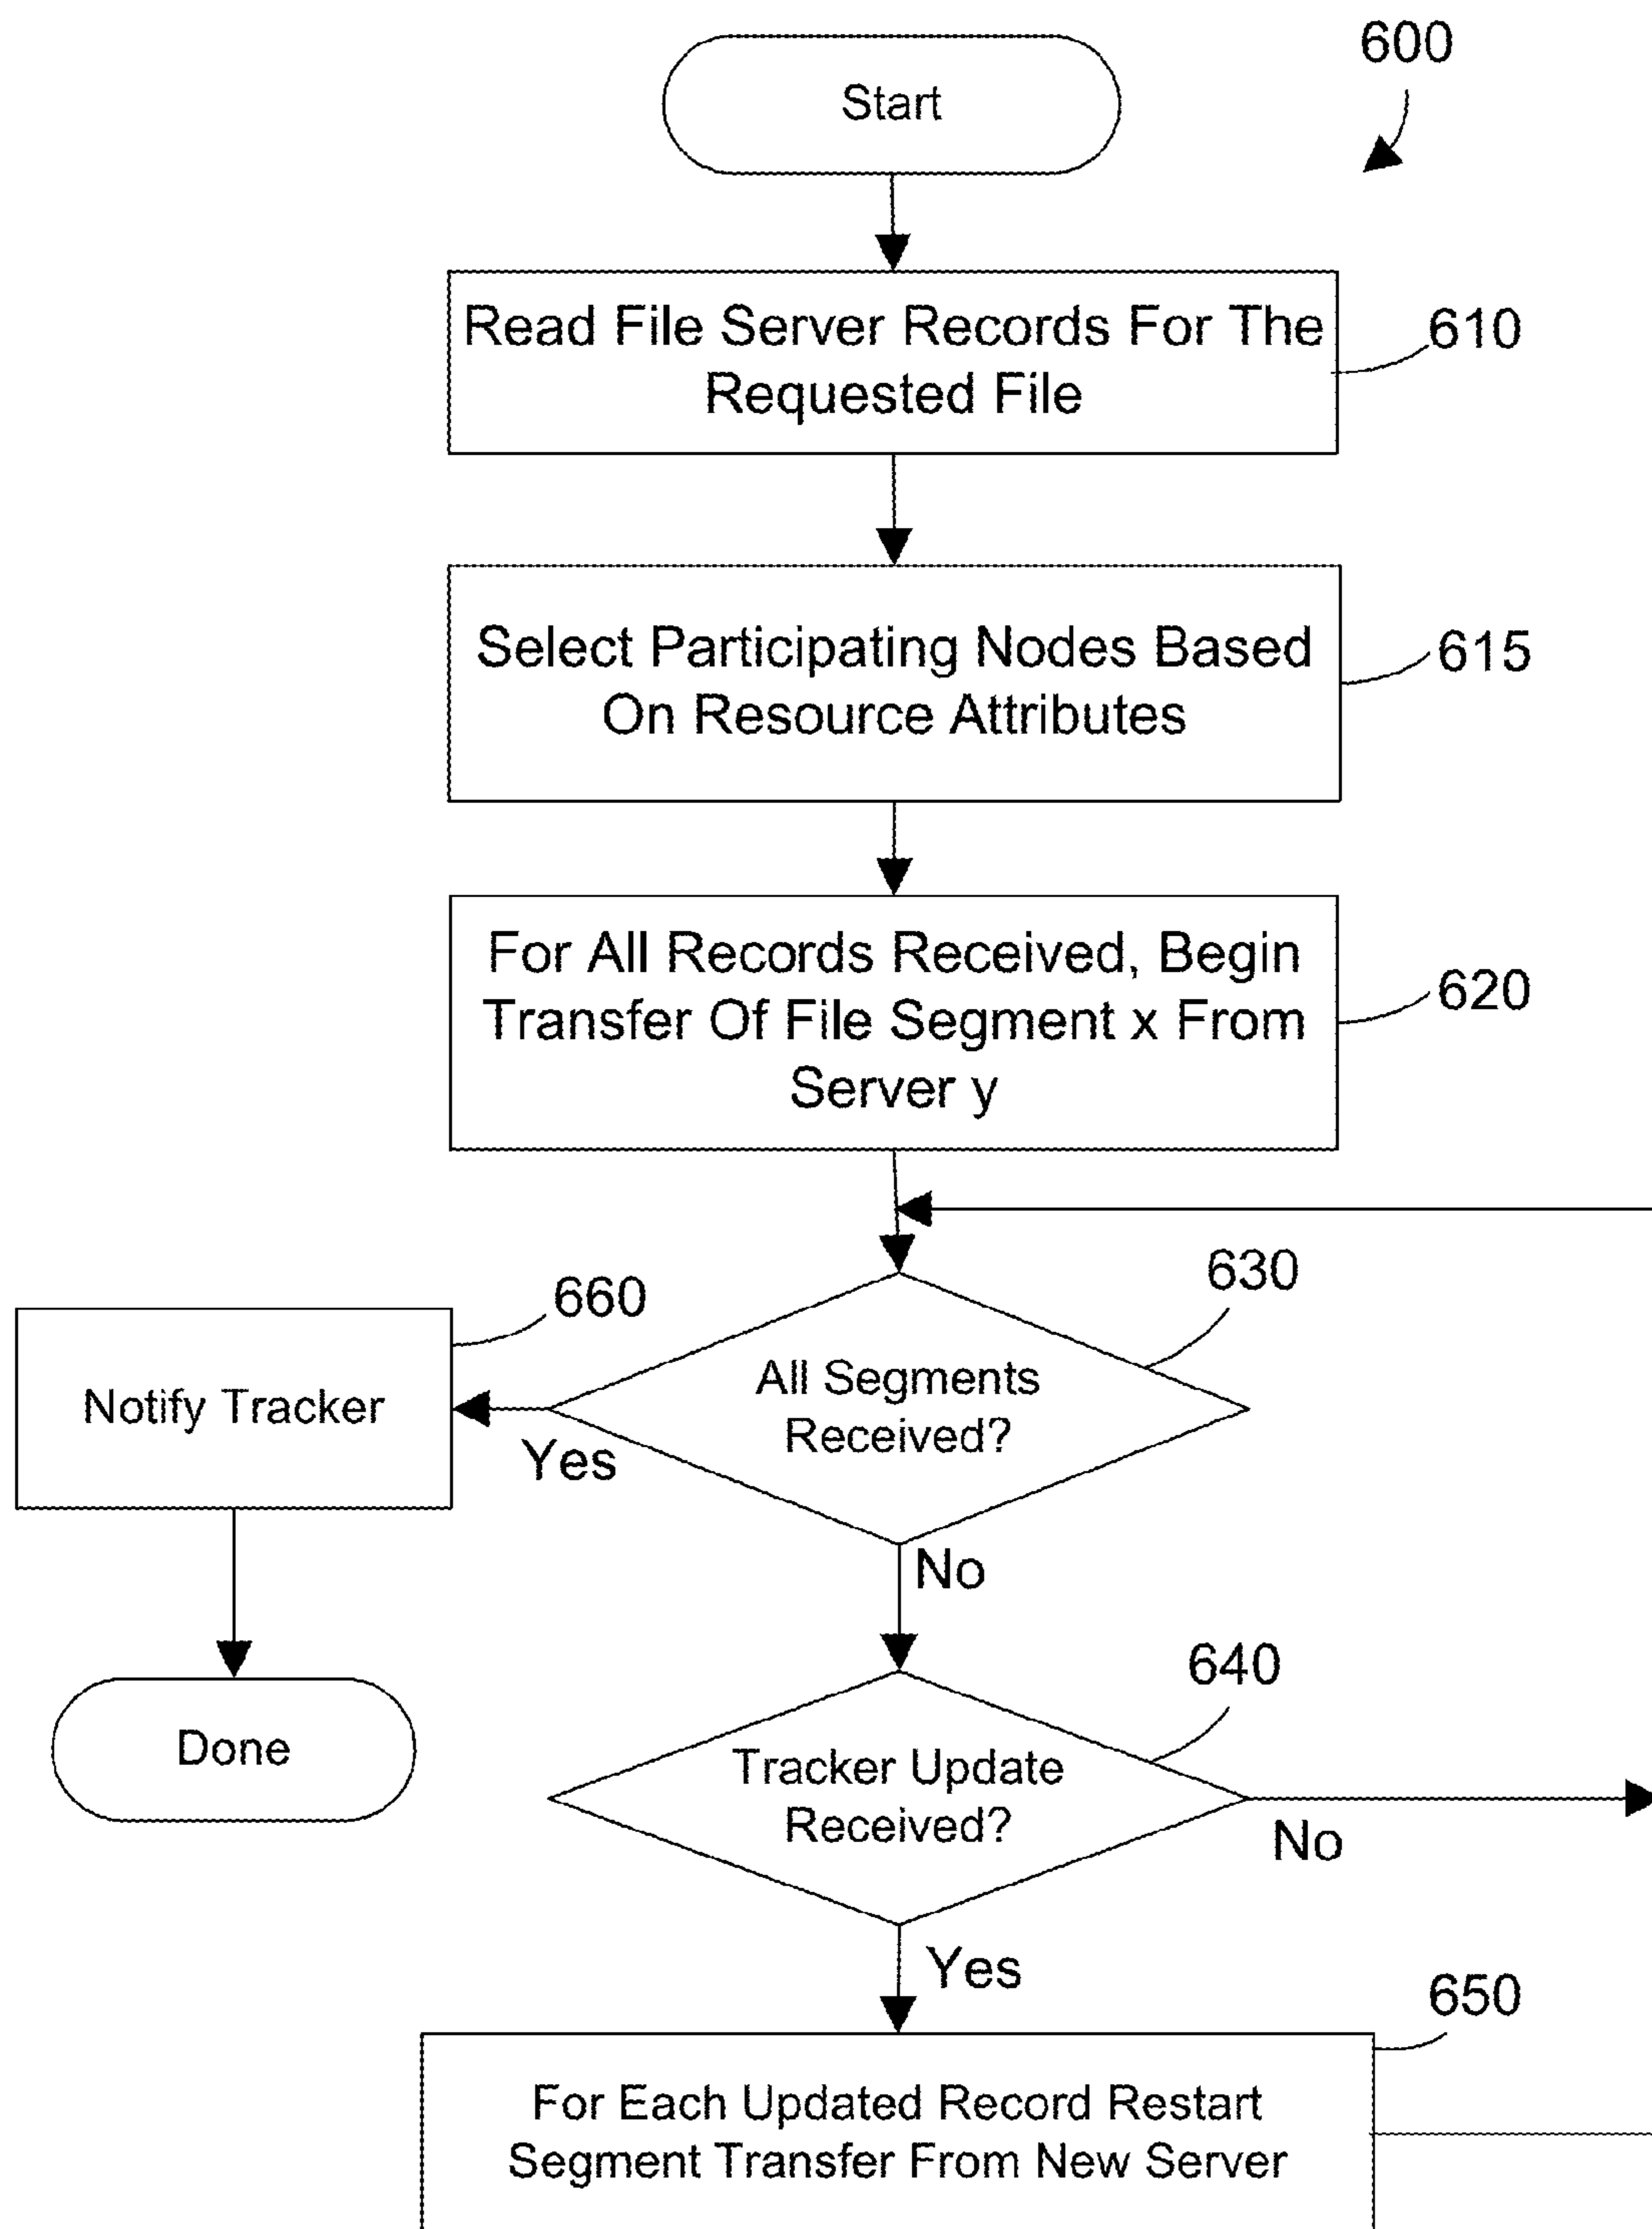 600
Start
Read File Server Records For The
Requested File
610
Select Participating Nodes Based
On Resource Attributes
615
For All Records Received, Begin
Transfer Of File Segment x From
Server y
620
630
660
All Segments
Received?
Notify Tracker
Yes
No
640
Done
Tracker Update
Received?
No
Yes
650
For Each Updated Record Restart
Segment Transfer From New Server